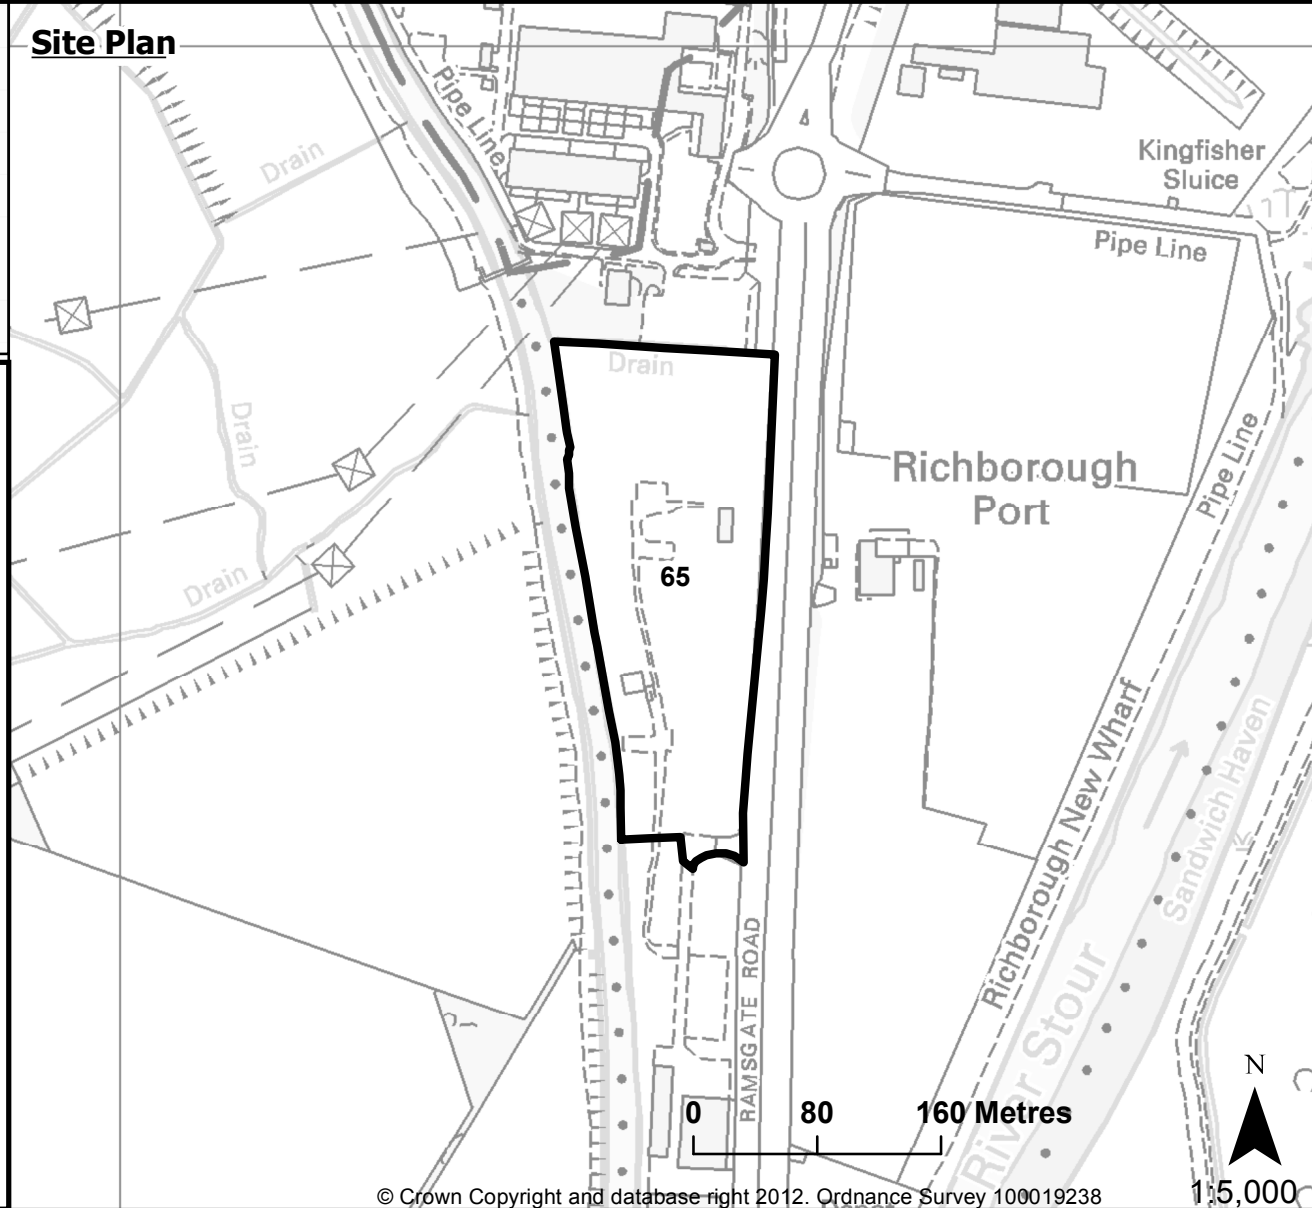 Site Plan
Pipe Line
Drain
Kingfisher
Sluice
Pipe Line
Drain
Drain
Richborough
Port
Pipe Line
65
Drain
Richborough New Wharf
Sandwich Haven
RAMSGATE ROAD
River Stour
N
0 80 160 Metres
1:5,000
© Crown Copyright and database right 2012. Ordnance Survey 100019238